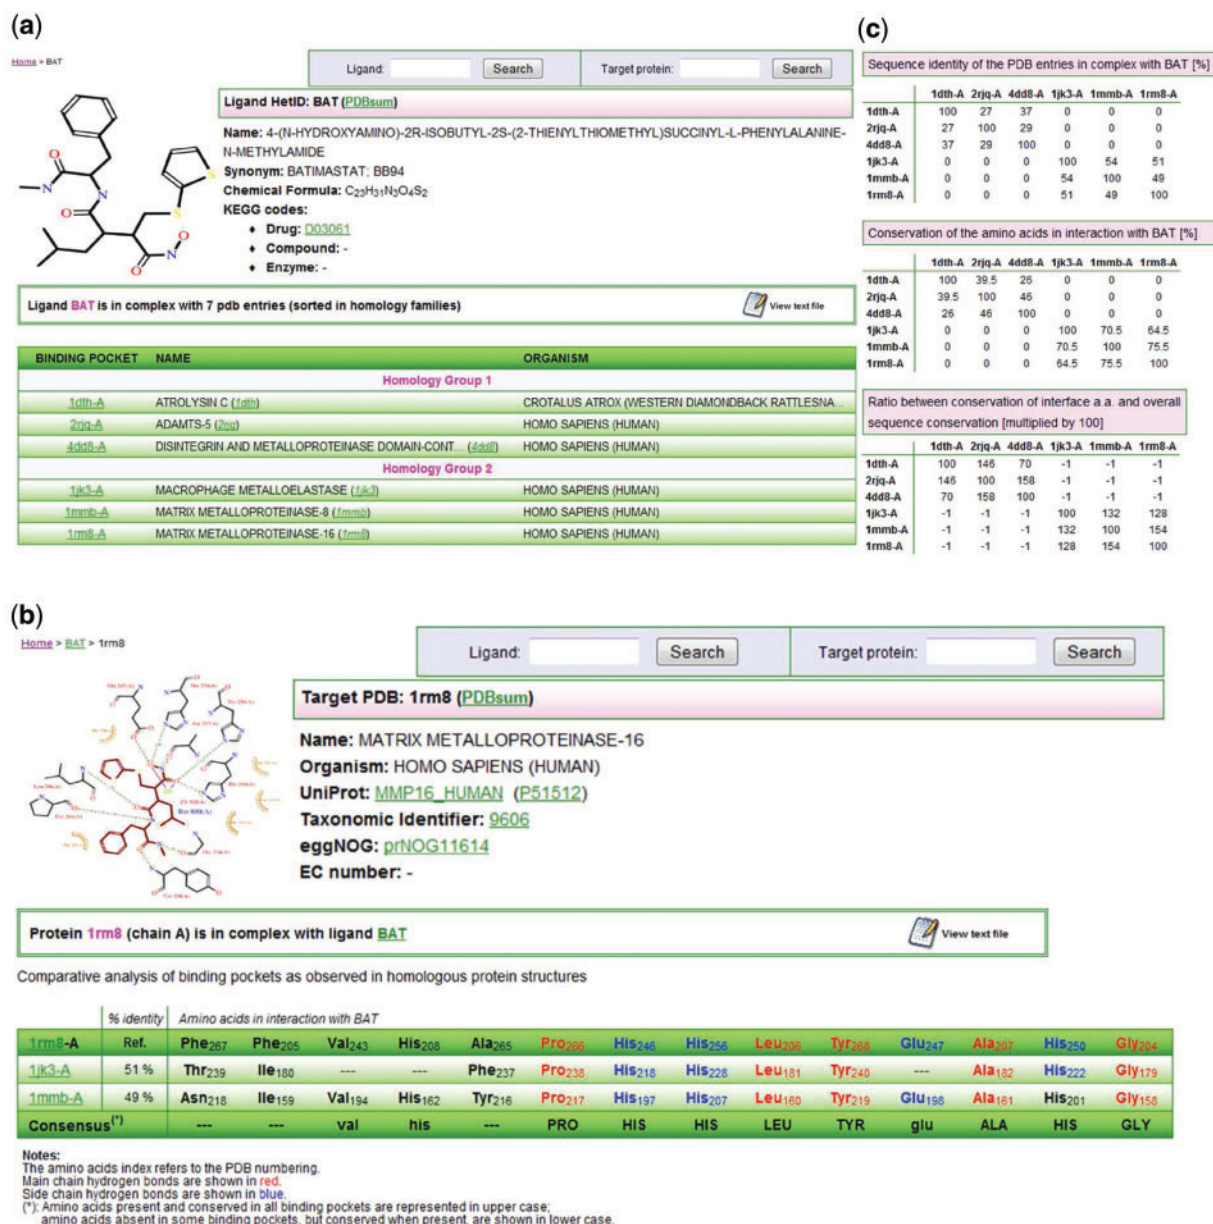 (a)
Home > BAT
Ligand: Search Target protein: Search
Ligand HetID: BAT (PDBsum)
Name: 4-(N-HYDROXYAMINO)-2R-ISOBUTYL-2S-(2-THIENYLTHIOMETHYL)SUCCINYL-L-PHENYLALANINE-
N-METHYLAMIDE
Synonym: BATIMASTAT; BB94
Chemical Formula: C23H31N3O4S2
KEGG codes:
♦ Drug: D03061
♦ Compound: -
♦ Enzyme: -
O
N
N
O
S
S
O
O
N
Ligand BAT is in complex with 7 pdb entries (sorted in homology families) View text file
BINDING POCKET NAME ORGANISM
Homology Group 1
1dth-A ATROLYSIN C (1dth) CROTALUS ATROX (WESTERN DIAMONDBACK RATTLESNA...
2rjq-A ADAMTS-5 (2rjq) HOMO SAPIENS (HUMAN)
4dd8-A DISINTEGRIN AND METALLOPROTEINASE DOMAIN-CONT... (4dd8) HOMO SAPIENS (HUMAN)
Homology Group 2
1jk3-A MACROPHAGE METALLOELASTASE (1jk3) HOMO SAPIENS (HUMAN)
1mmb-A MATRIX METALLOPROTEINASE-8 (1mmb) HOMO SAPIENS (HUMAN)
1rm8-A MATRIX METALLOPROTEINASE-16 (1rm8) HOMO SAPIENS (HUMAN)
(c)
Sequence identity of the PDB entries in complex with BAT [%]
1dth-A 2rjq-A 4dd8-A 1jk3-A 1mmb-A 1rm8-A
1dth-A 100 27 37 0 0 0
2rjq-A 27 100 29 0 0 0
4dd8-A 37 29 100 0 0 0
1jk3-A 0 0 0 100 54 51
1mmb-A 0 0 0 54 100 49
1rm8-A 0 0 0 51 49 100
Conservation of the amino acids in interaction with BAT [%]
1dth-A 2rjq-A 4dd8-A 1jk3-A 1mmb-A 1rm8-A
1dth-A 100 39.5 26 0 0 0
2rjq-A 39.5 100 46 0 0 0
4dd8-A 26 46 100 0 0 0
1jk3-A 0 0 0 100 70.5 64.5
1mmb-A 0 0 0 70.5 100 75.5
1rm8-A 0 0 0 64.5 75.5 100
Ratio between conservation of interface a.a. and overall
sequence conservation [multiplied by 100]
1dth-A 2rjq-A 4dd8-A 1jk3-A 1mmb-A 1rm8-A
1dth-A 100 146 70 -1 -1 -1
2rjq-A 146 100 158 -1 -1 -1
4dd8-A 70 158 100 -1 -1 -1
1jk3-A -1 -1 -1 100 132 128
1mmb-A -1 -1 -1 132 100 154
1rm8-A -1 -1 -1 128 154 100
(b)
Home > BAT > 1rm8
Ligand: Search Target protein: Search
Target PDB: 1rm8 (PDBsum)
Name: MATRIX METALLOPROTEINASE-16
Organism: HOMO SAPIENS (HUMAN)
UniProt: MMP16_HUMAN (P51512)
Taxonomic Identifier: 9606
eggNOG: prNOG11614
EC number: -
Protein 1rm8 (chain A) is in complex with ligand BAT View text file
Comparative analysis of binding pockets as observed in homologous protein structures
% identity Amino acids in interaction with BAT
1rm8-A Ref. Phe267 Phe205 Val243 His208 Ala265 Pro266 His246 His256 Leu206 Tyr268 Glu247 Ala207 His250 Gly204
1jk3-A 51 % Thr239 Ile180 --- --- Phe237 Pro238 His218 His228 Leu181 Tyr240 --- Ala182 His222 Gly179
1mmb-A 49 % Asn218 Ile159 Val194 His162 Tyr216 Pro217 His197 His207 Leu160 Tyr219 Glu198 Ala161 His201 Gly158
Consensus(*) --- --- val his --- PRO HIS HIS LEU TYR glu ALA HIS GLY
Notes:
The amino acids index refers to the PDB numbering.
Main chain hydrogen bonds are shown in red.
Side chain hydrogen bonds are shown in blue.
(*): Amino acids present and conserved in all binding pockets are represented in upper case;
amino acids absent in some binding pockets, but conserved when present, are shown in lower case.